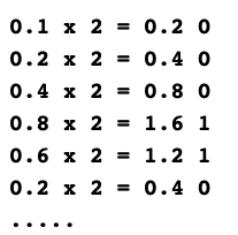 0.1 x 2 = 0.2 0
0.2 x 2 = 0.4 0
0.4 x 2 = 0.8 0
0.8 x 2 = 1.6 1
0.6 x 2 = 1.2 1
0.2 x 2 = 0.4 0
.....